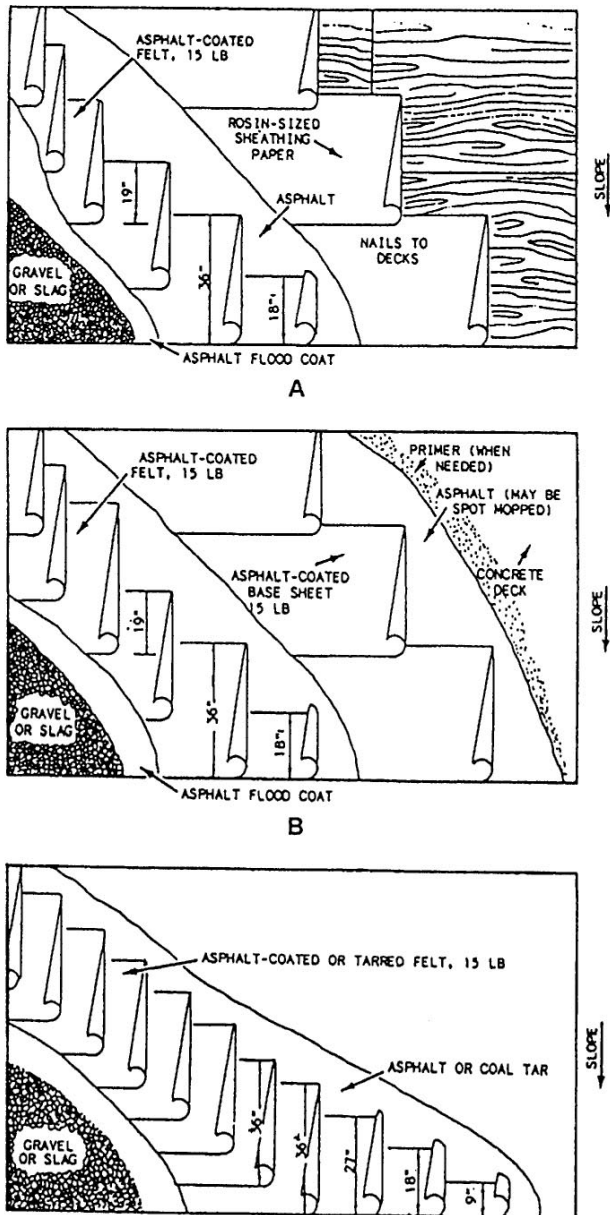 ASPHALT-COATED
FELT, 15 LB
ROSIN-SIZED
SHEATHING
PAPER
19"
ASPHALT
SLOPE
36"
NAILS TO
DECKS
18"
GRAVEL
OR SLAG
ASPHALT FLOOD COAT
A
ASPHALT-COATED
FELT, 15 LB
PRIMER (WHEN
NEEDED)
ASPHALT (MAY BE
SPOT MOPPED)
ASPHALT-COATED
BASE SHEET
15 LB
CONCRETE
DECK
19"
SLOPE
36"
18"
GRAVEL
OR SLAG
ASPHALT FLOOD COAT
B
ASPHALT-COATED OR TARRED FELT, 15 LB
ASPHALT OR COAL TAR
SLOPE
GRAVEL
OR SLAG
36"
36"
27"
18"
9"